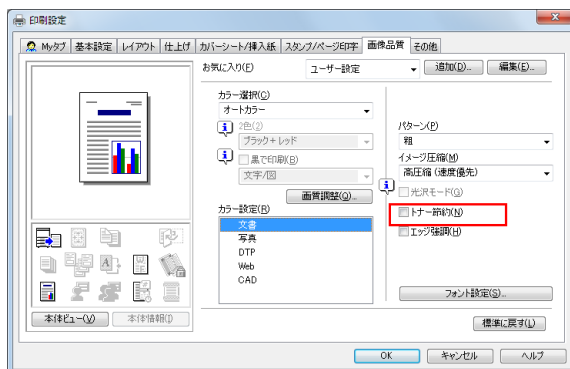 印刷設定
Myタブ 基本設定 レイアウト 仕上げ カバーシート/挿入紙 スタンプ/ページ印字 画像品質 その他
お気に入り(F) ユーザー設定 追加(D)... 編集(E)...
カラー選択(C)
オートカラー
2色(2)
ブラック+レッド
黒で印刷(B)
文字/図
画質調整(Q)...
カラー設定(R)
文書
写真
DTP
Web
CAD
パターン(P)
粗
イメージ圧縮(M)
高圧縮 (速度優先)
光沢モード(G)
トナー節約(N)
エッジ強調(H)
フォント設定(S)...
本体ビュー(V) 本体情報(I)
標準に戻す(L)
OK キャンセル ヘルプ